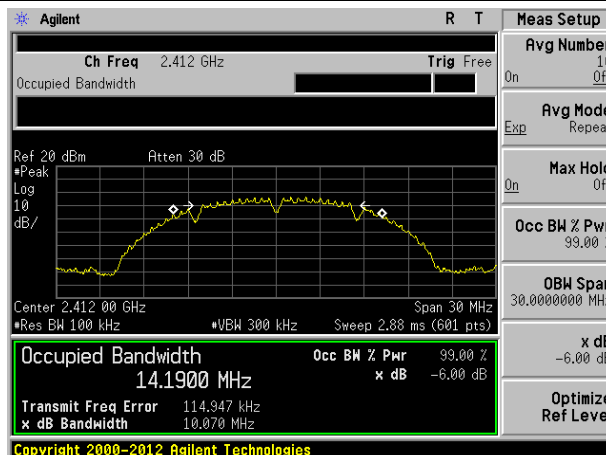 Agilent R T
Ch Freq 2.412 GHz Trig Free
Occupied Bandwidth
Ref 20 dBm Atten 30 dB
#Peak
Log
10
dB/
Center 2.412 00 GHz Span 30 MHz
#Res BW 100 kHz #VBW 300 kHz Sweep 2.88 ms (601 pts)
Occupied Bandwidth Occ BW % Pwr 99.00 %
14.1900 MHz x dB -6.00 dB
Transmit Freq Error 114.947 kHz
x dB Bandwidth 10.070 MHz
Copyright 2000-2012 Agilent Technologies
Meas Setup
Avg Number
10
On Of
Avg Mode
Exp Repea
Max Hold
On Of
Occ BW % Pwr
99.00 %
OBW Span
30.0000000 MH
x dB
-6.00 dB
Optimize
Ref Leve